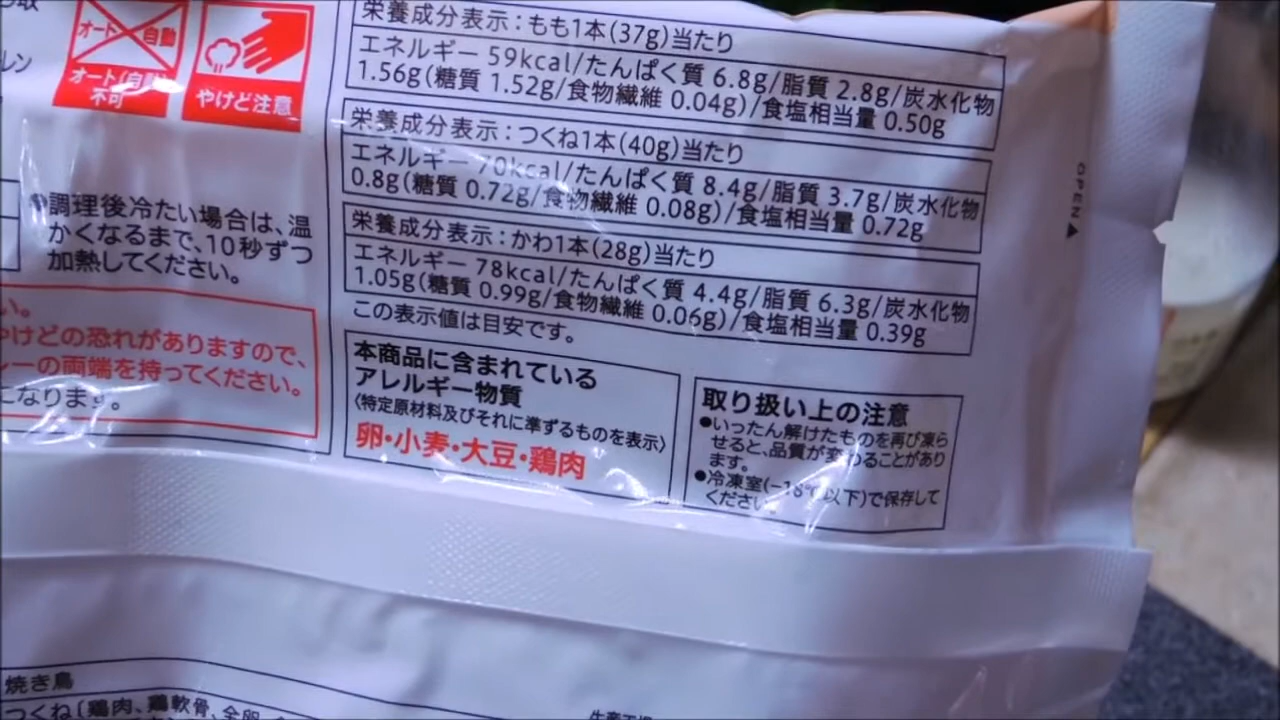 オート 自動
オート(自動)
不可
やけど注意
調理後冷たい場合は、温
かくなるまで、10秒ずつ
加熱してください。
い。
やけどの恐れがありますので、
レーの両端を持ってください。
になります。
栄養成分表示:もも1本(37g)当たり
エネルギー 59kcal/たんぱく質 6.8g/脂質 2.8g/炭水化物
1.56g(糖質 1.52g/食物繊維 0.04g)/食塩相当量 0.50g
栄養成分表示:つくね1本(40g)当たり
エネルギー 70kcal/たんぱく質 8.4g/脂質 3.7g/炭水化物
0.8g(糖質 0.72g/食物繊維 0.08g)/食塩相当量 0.72g
栄養成分表示:かわ1本(28g)当たり
エネルギー 78kcal/たんぱく質 4.4g/脂質 6.3g/炭水化物
1.05g(糖質 0.99g/食物繊維 0.06g)/食塩相当量 0.39g
この表示値は目安です。
本商品に含まれている
アレルギー物質
〈特定原材料及びそれに準ずるものを表示〉
卵・小麦・大豆・鶏肉
取り扱い上の注意
●いったん解けたものを再び凍ら
せると、品質が変わることがあり
ます。
●冷凍室(-18℃以下)で保存して
ください。
OPEN▲
焼き鳥
つくね〔鶏肉、鶏軟骨、全卵、